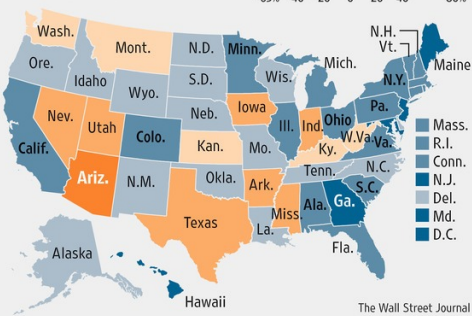 Wash.
Mont.
N.D.
Minn.
N.H.
Vt.
Maine
Ore.
Idaho
S.D.
Wis.
Mich.
N.Y.
Wyo.
Neb.
Iowa
Pa.
Nev.
Utah
Colo.
Kan.
Mo.
Ill.
Ind.
Ohio
W.Va.
Va.
Ky.
Calif.
Ariz.
N.M.
Okla.
Ark.
Tenn.
N.C.
S.C.
Texas
La.
Miss.
Ala.
Ga.
Fla.
Alaska
Hawaii
Mass.
R.I.
Conn.
N.J.
Del.
Md.
D.C.
The Wall Street Journal